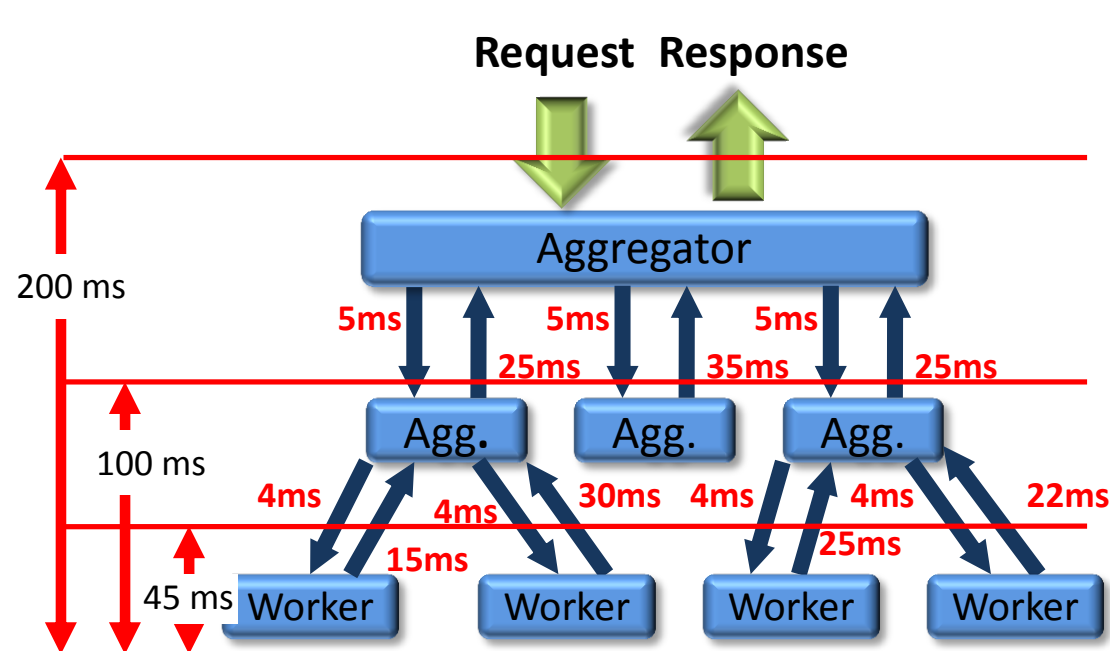 Request Response
Aggregator
200 ms
5ms 5ms 5ms
25ms 35ms 25ms
Agg. Agg. Agg.
100 ms
4ms 4ms 30ms 4ms 4ms 22ms
15ms 25ms
45 ms Worker Worker Worker Worker